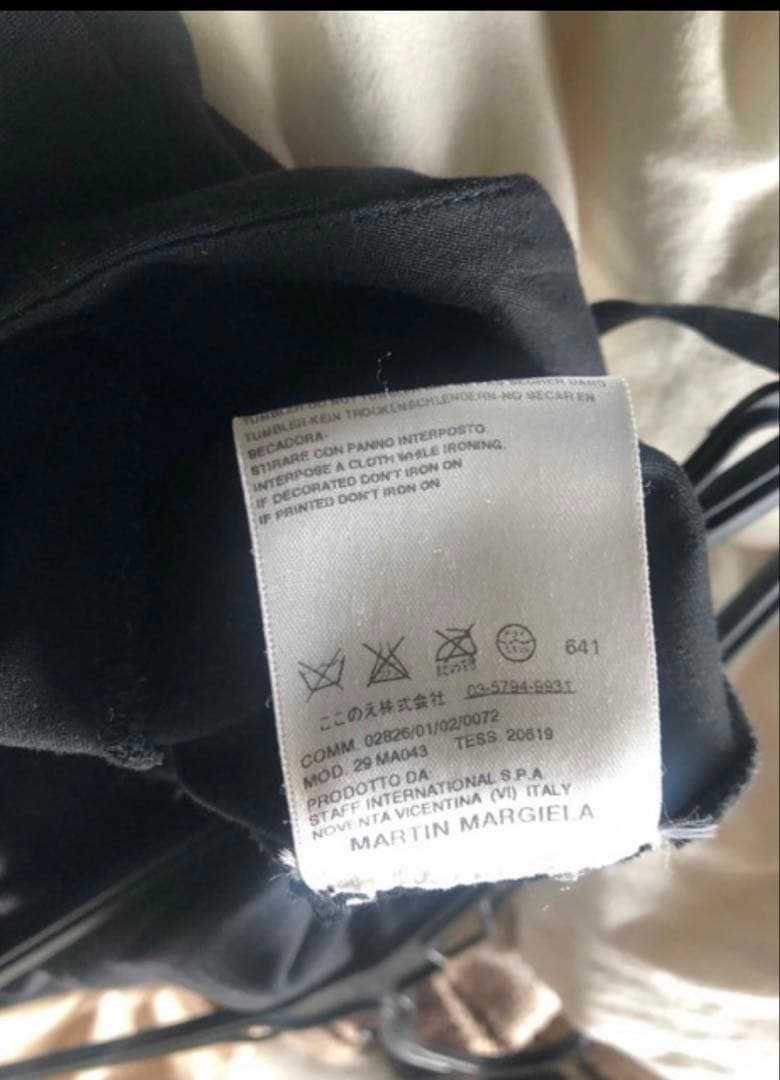 TUMBLER-KEIN TROCKENSCHLENDERN-NO SECAR EN
SECADORA-
STIRARE CON PANNO INTERPOSTO
INTERPOSE A CLOTH WHILE IRONING.
IF DECORATED DON'T IRON ON
IF PRINTED DON'T IRON ON
641
ここのえ株式会社 03-5794-9931
COMM. 02826/01/02/0072
MOD. 29 MA043 TESS. 20619
PRODOTTO DA
STAFF INTERNATIONAL S.P.A.
NOVENTA VICENTINA (VI) ITALY
MARTIN MARGIELA